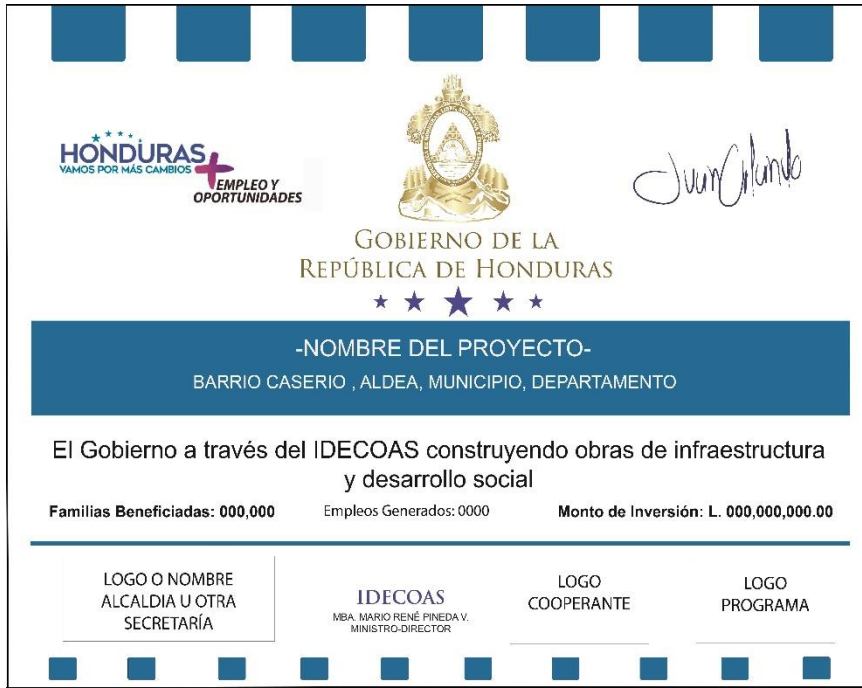 HONDURAS
VAMOS POR MÁS CAMBIOS
EMPLEO Y
OPORTUNIDADES
Juan Orlando
GOBIERNO DE LA
REPÚBLICA DE HONDURAS
-NOMBRE DEL PROYECTO-
BARRIO CASERIO , ALDEA, MUNICIPIO, DEPARTAMENTO
El Gobierno a través del IDECOAS construyendo obras de infraestructura
y desarrollo social
Familias Beneficiadas: 000,000 Empleos Generados: 0000 Monto de Inversión: L. 000,000,000.00
LOGO O NOMBRE
ALCALDIA U OTRA
SECRETARÍA
IDECOAS
MBA. MARIO RENÉ PINEDA V.
MINISTRO-DIRECTOR
LOGO
COOPERANTE
LOGO
PROGRAMA